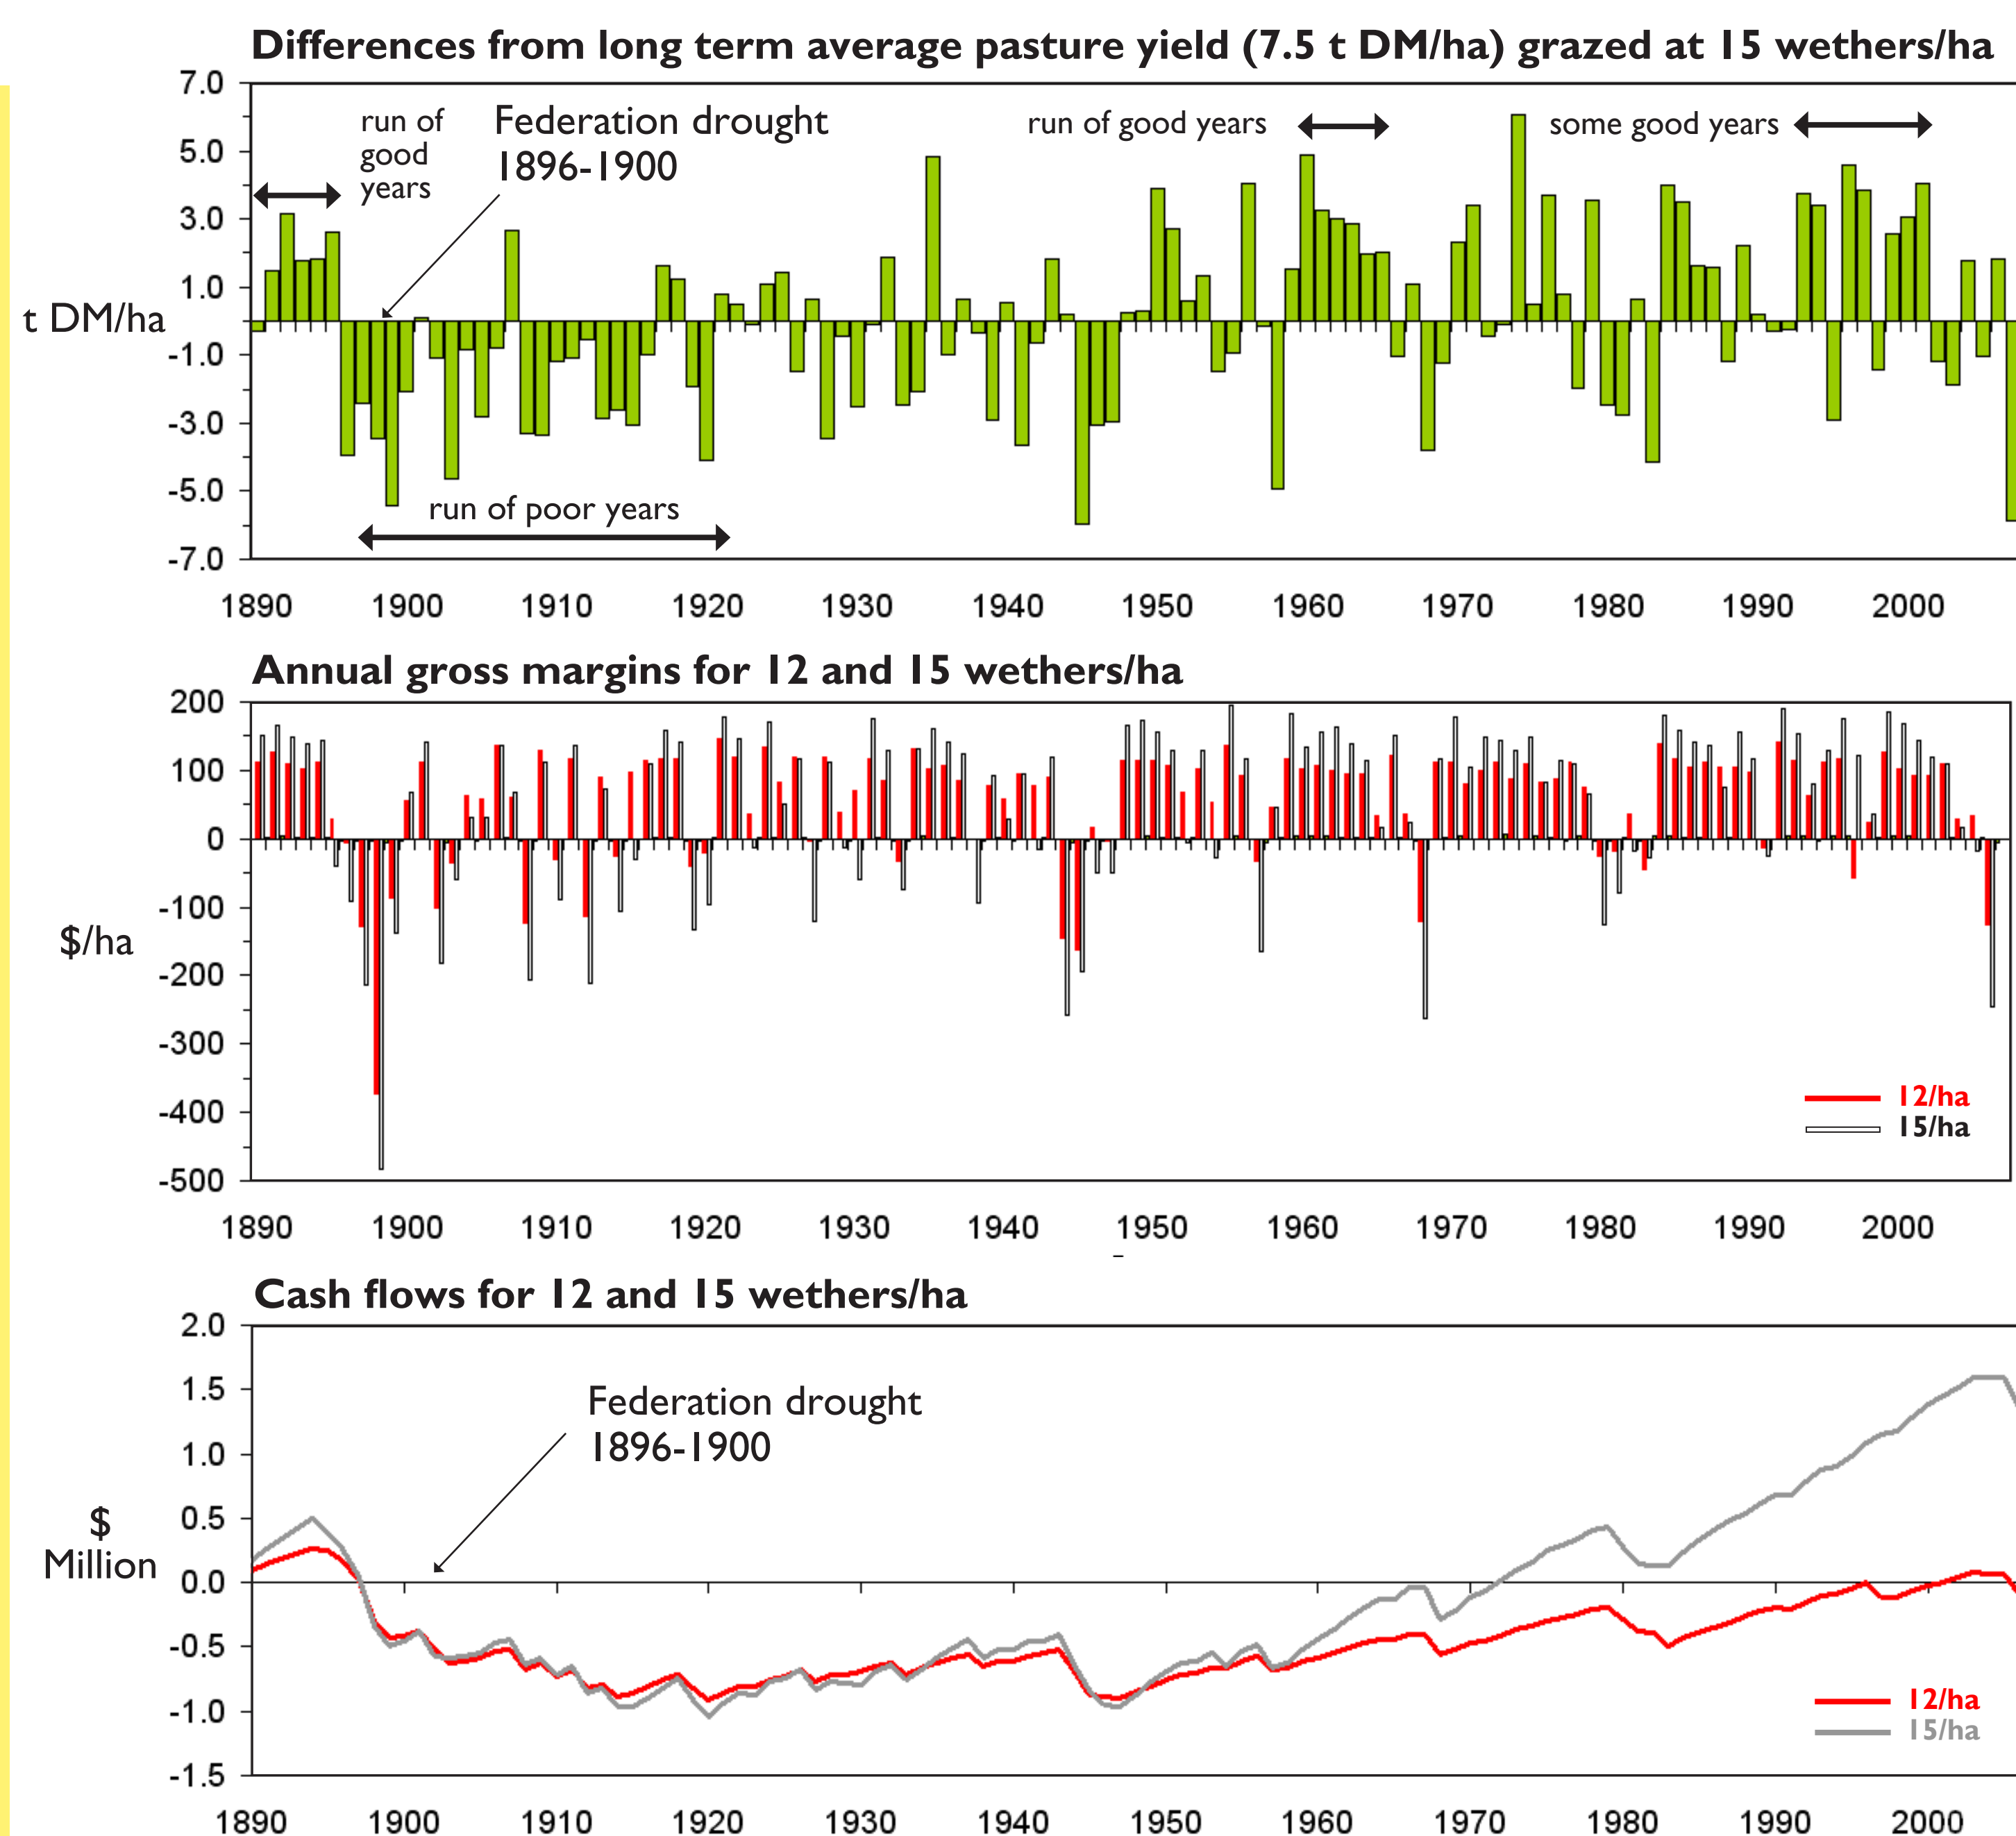 Differences from long term average pasture yield (7.5 t DM/ha) grazed at 15 wethers/ha
7.0
5.0
3.0
1.0
-1.0
-3.0
-5.0
-7.0
t DM/ha
run of
good
years
Federation drought
1896-1900
run of good years
some good years
run of poor years
1890 1900 1910 1920 1930 1940 1950 1960 1970 1980 1990 2000
Annual gross margins for 12 and 15 wethers/ha
200
100
0
-100
-200
-300
-400
-500
$/ha
12/ha
15/ha
1890 1900 1910 1920 1930 1940 1950 1960 1970 1980 1990 2000
Cash flows for 12 and 15 wethers/ha
2.0
1.5
1.0
0.5
0.0
-0.5
-1.0
-1.5
$
Million
Federation drought
1896-1900
12/ha
15/ha
1890 1900 1910 1920 1930 1940 1950 1960 1970 1980 1990 2000